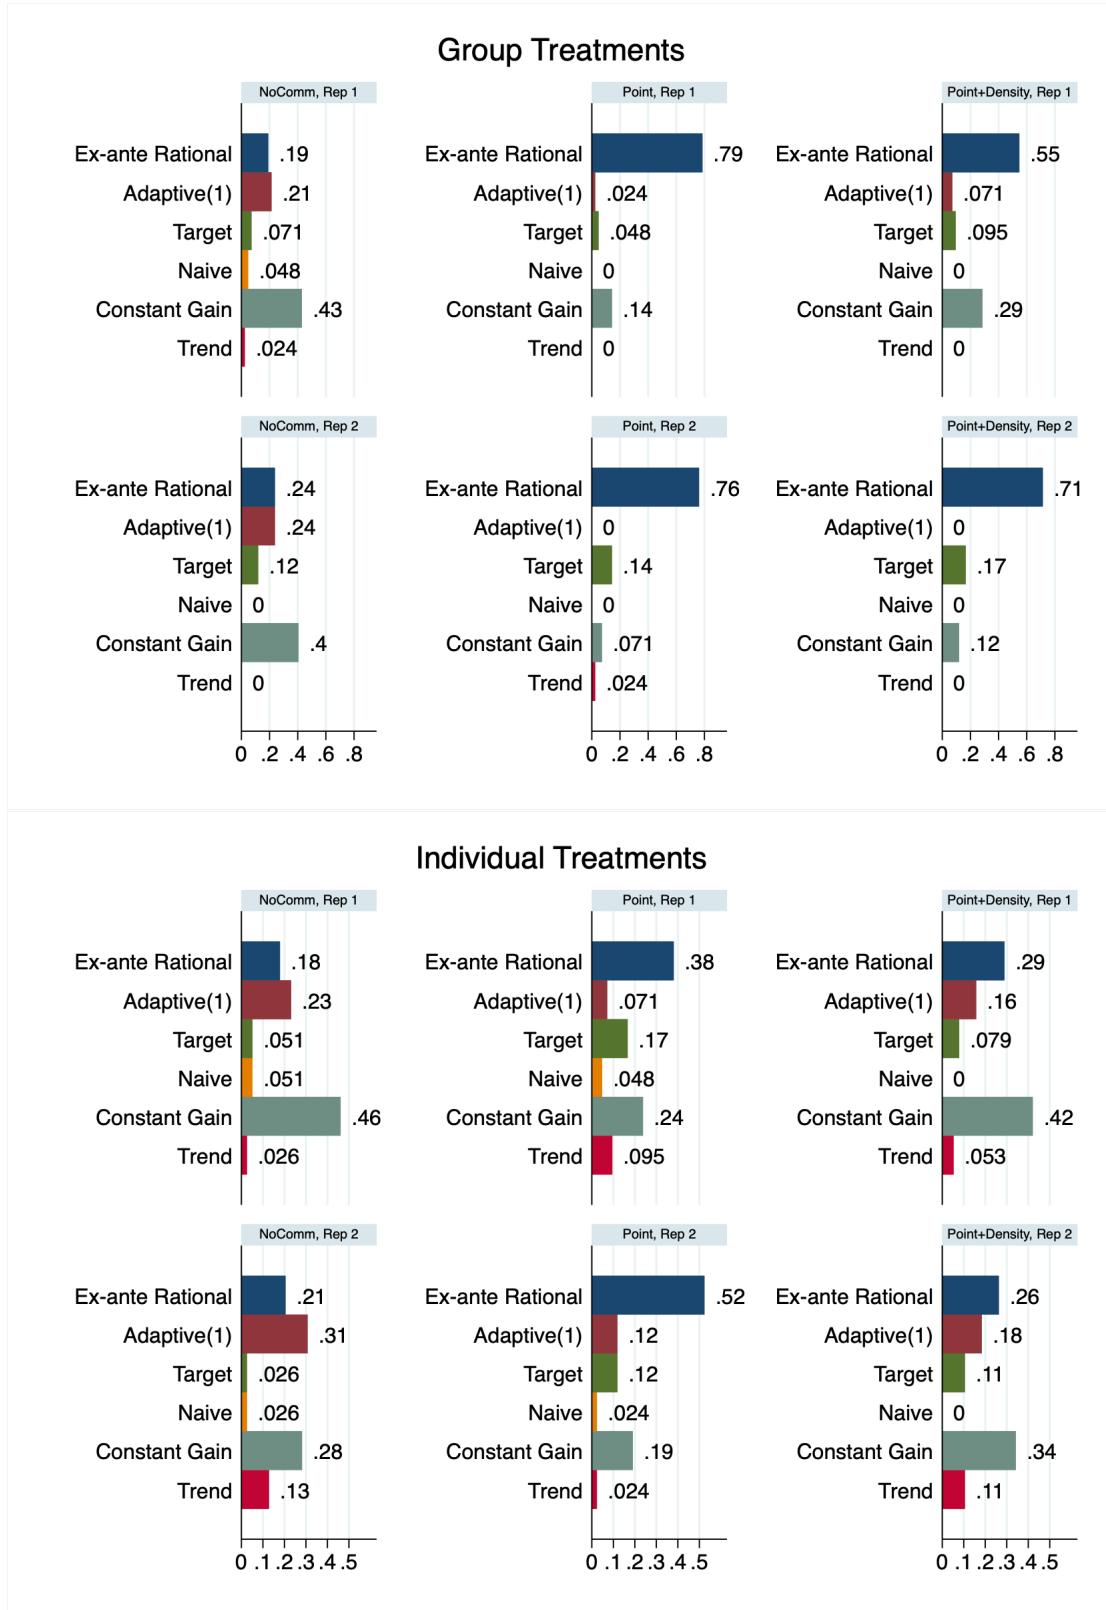 Group Treatments
NoComm, Rep 1
Ex-ante Rational .19
Adaptive(1) .21
Target .071
Naive .048
Constant Gain .43
Trend .024
Point, Rep 1
Ex-ante Rational .79
Adaptive(1) .024
Target .048
Naive 0
Constant Gain .14
Trend 0
Point+Density, Rep 1
Ex-ante Rational .55
Adaptive(1) .071
Target .095
Naive 0
Constant Gain .29
Trend 0
NoComm, Rep 2
Ex-ante Rational .24
Adaptive(1) .24
Target .12
Naive 0
Constant Gain .4
Trend 0
0 .2 .4 .6 .8
Point, Rep 2
Ex-ante Rational .76
Adaptive(1) 0
Target .14
Naive 0
Constant Gain .071
Trend .024
0 .2 .4 .6 .8
Point+Density, Rep 2
Ex-ante Rational .71
Adaptive(1) 0
Target .17
Naive 0
Constant Gain .12
Trend 0
0 .2 .4 .6 .8
Individual Treatments
NoComm, Rep 1
Ex-ante Rational .18
Adaptive(1) .23
Target .051
Naive .051
Constant Gain .46
Trend .026
Point, Rep 1
Ex-ante Rational .38
Adaptive(1) .071
Target .17
Naive .048
Constant Gain .24
Trend .095
Point+Density, Rep 1
Ex-ante Rational .29
Adaptive(1) .16
Target .079
Naive 0
Constant Gain .42
Trend .053
NoComm, Rep 2
Ex-ante Rational .21
Adaptive(1) .31
Target .026
Naive .026
Constant Gain .28
Trend .13
0 .1 .2 .3 .4 .5
Point, Rep 2
Ex-ante Rational .52
Adaptive(1) .12
Target .12
Naive .024
Constant Gain .19
Trend .024
0 .1 .2 .3 .4 .5
Point+Density, Rep 2
Ex-ante Rational .26
Adaptive(1) .18
Target .11
Naive 0
Constant Gain .34
Trend .11
0 .1 .2 .3 .4 .5